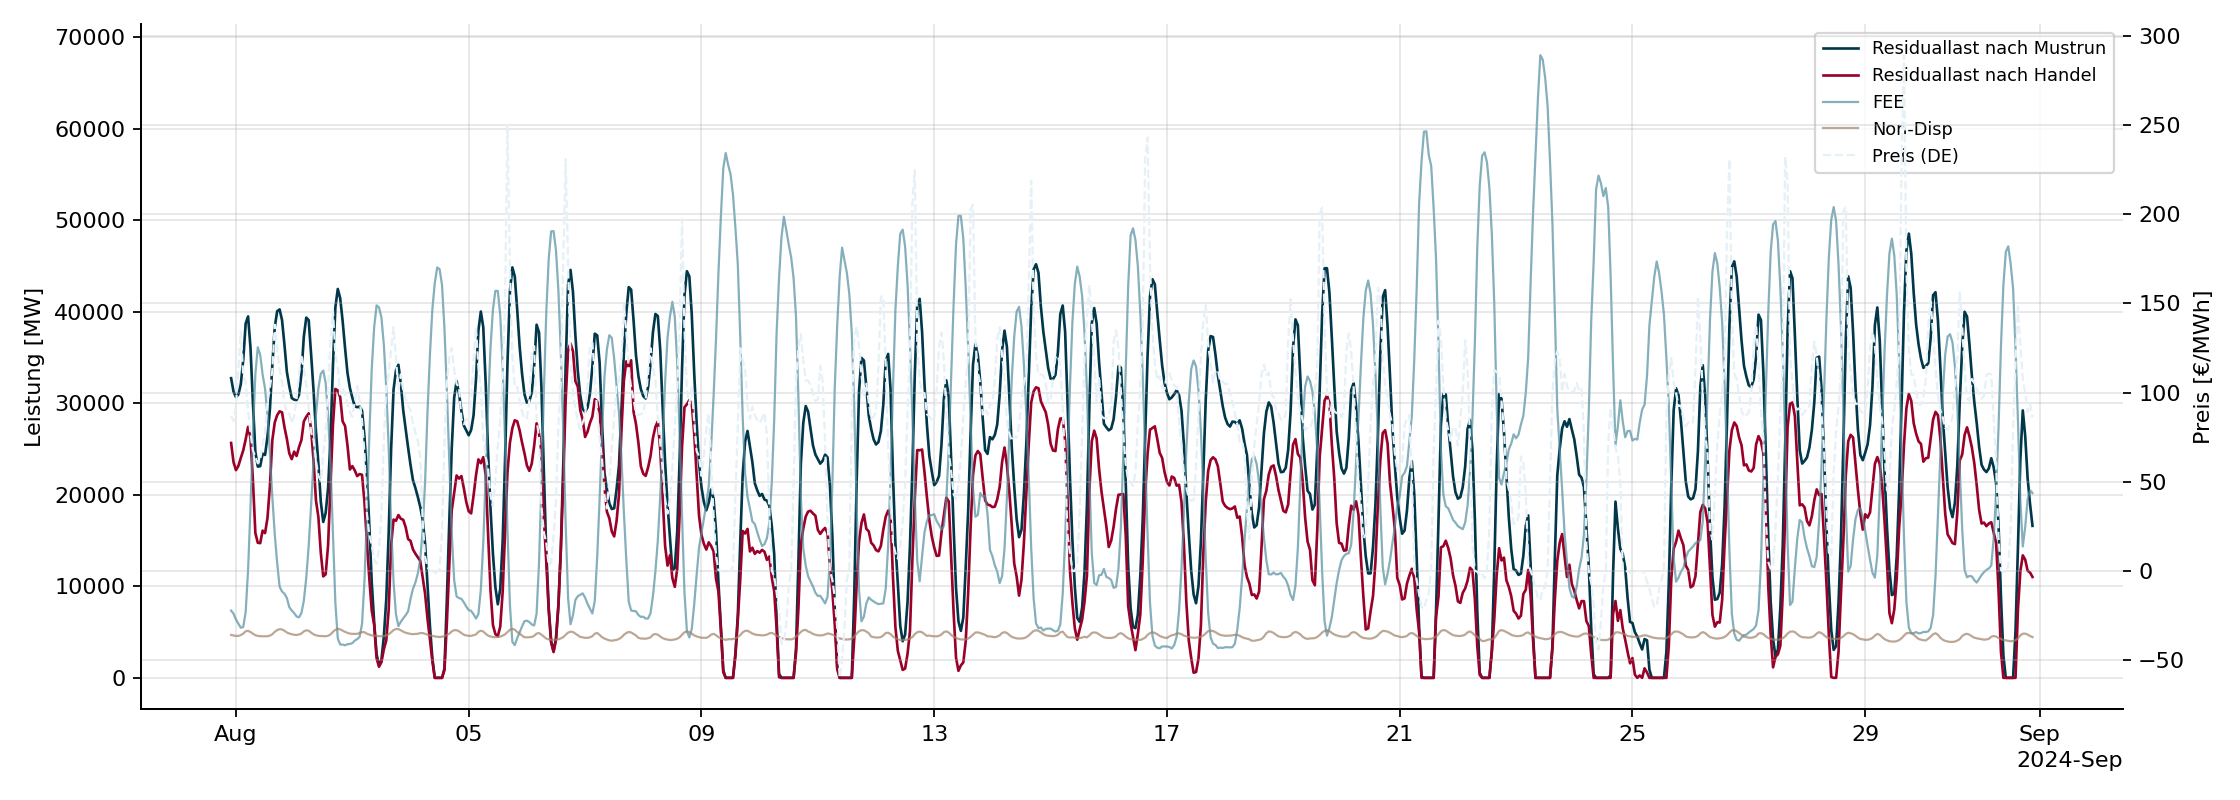 70000
60000
50000
40000
30000
20000
10000
0
Leistung [MW]
300
250
200
150
100
50
0
−50
Preis [€/MWh]
Residuallast nach Mustrun
Residuallast nach Handel
FEE
Non-Disp
Preis (DE)
Aug
05
09
13
17
21
25
29
Sep
2024-Sep